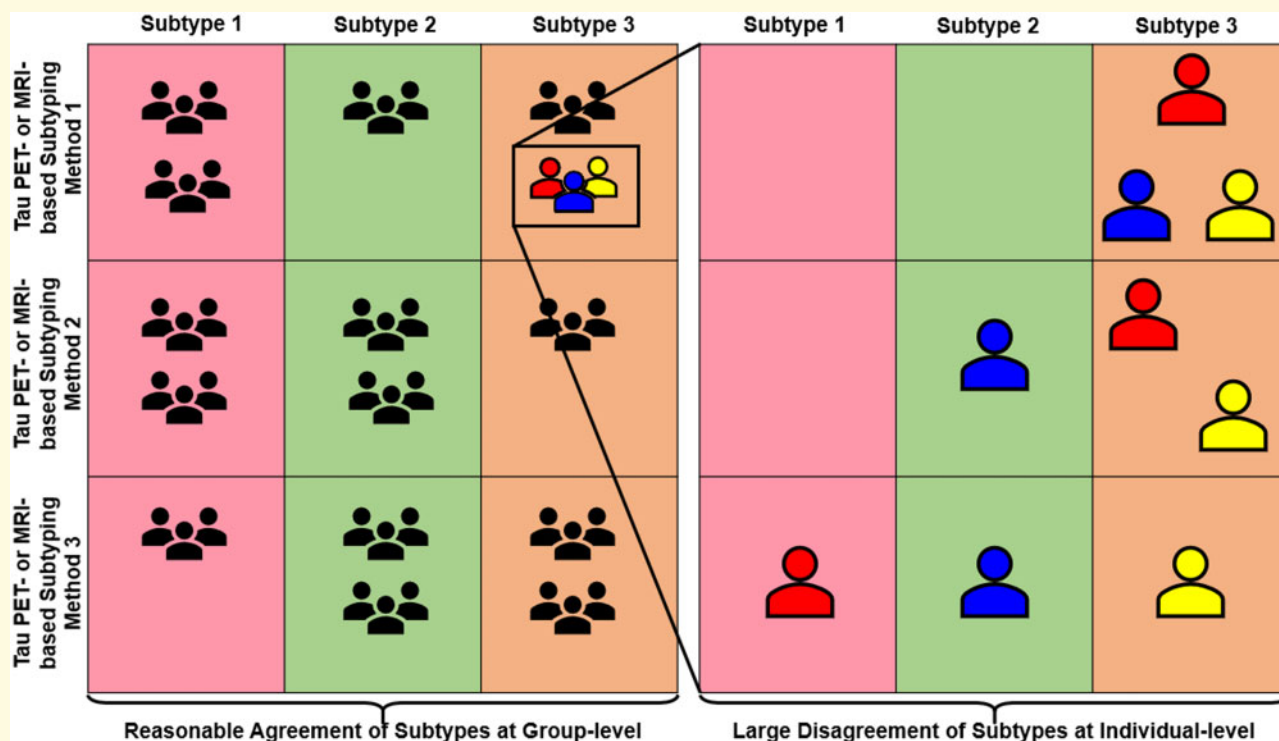 Subtype 1 Subtype 2 Subtype 3 Subtype 1 Subtype 2 Subtype 3
Tau PET- or MRI-
based Subtyping
Method 1
Tau PET- or MRI-
based Subtyping
Method 2
Tau PET- or MRI-
based Subtyping
Method 3
Reasonable Agreement of Subtypes at Group-level Large Disagreement of Subtypes at Individual-level